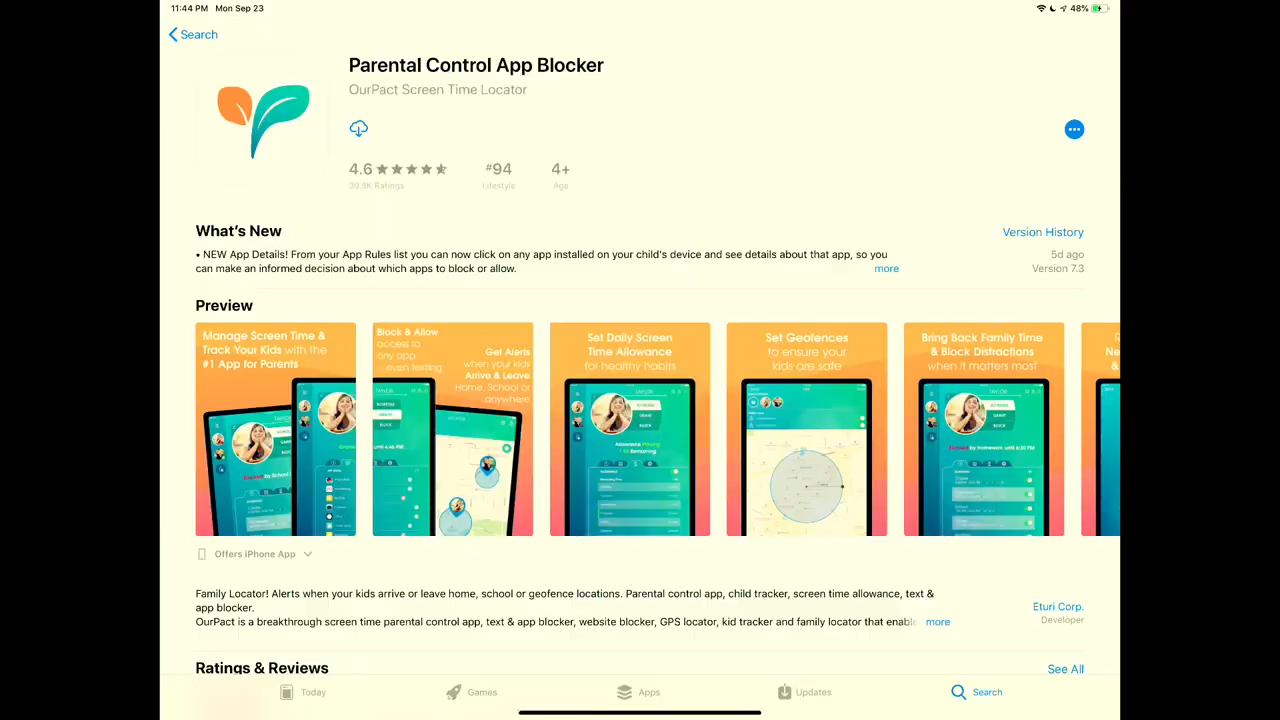 11:44 PM Mon Sep 23
48%
Search
Parental Control App Blocker
OurPact Screen Time Locator
4.6
#94
4+
39.8K Ratings
Lifestyle
Age
What's New
Version History
• NEW App Details! From your App Rules list you can now click on any app installed on your child's device and see details about that app, so you
can make an informed decision about which apps to block or allow.
more
5d ago
Version 7.3
Preview
Manage Screen Time &
Track Your Kids with the
#1 App for Parents
Block & Allow
access to
any app
even texting
Get Alerts
when your kids
Arrive & Leave
Home, School or
anywhere
Set Daily Screen
Time Allowance
for healthy habits
Set Geofences
to ensure your
kids are safe
Bring Back Family Time
& Block Distractions
when it matters most
Offers iPhone App
Family Locator! Alerts when your kids arrive or leave home, school or geofence locations. Parental control app, child tracker, screen time allowance, text &
app blocker.
OurPact is a breakthrough screen time parental control app, text & app blocker, website blocker, GPS locator, kid tracker and family locator that enable
more
Eturi Corp.
Developer
Ratings & Reviews
See All
Today
Games
Apps
Updates
Search